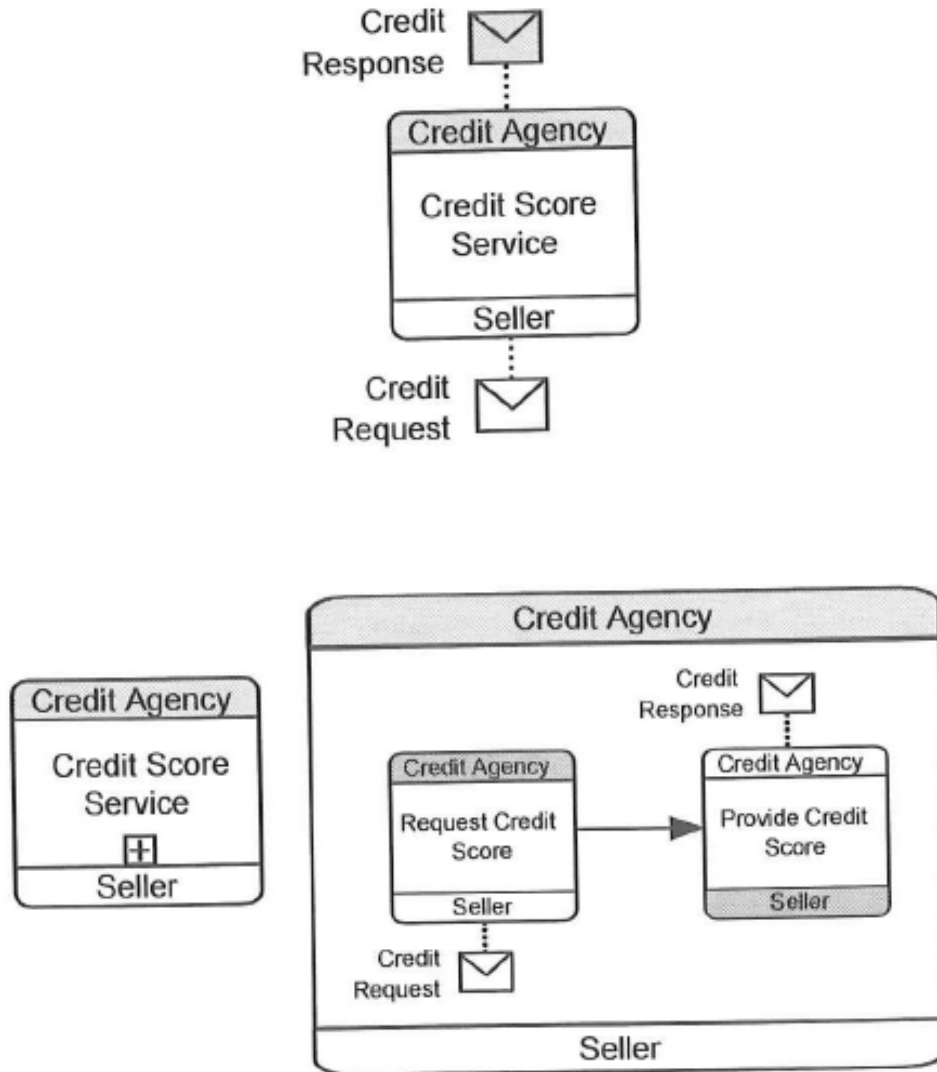 Credit
Response
Credit Agency
Credit Score
Service
Seller
Credit
Request
Credit Agency
Credit Score
Service
Seller
Credit Agency
Credit
Response
Credit Agency
Request Credit
Score
Seller
Credit
Request
Credit Agency
Provide Credit
Score
Seller
Seller